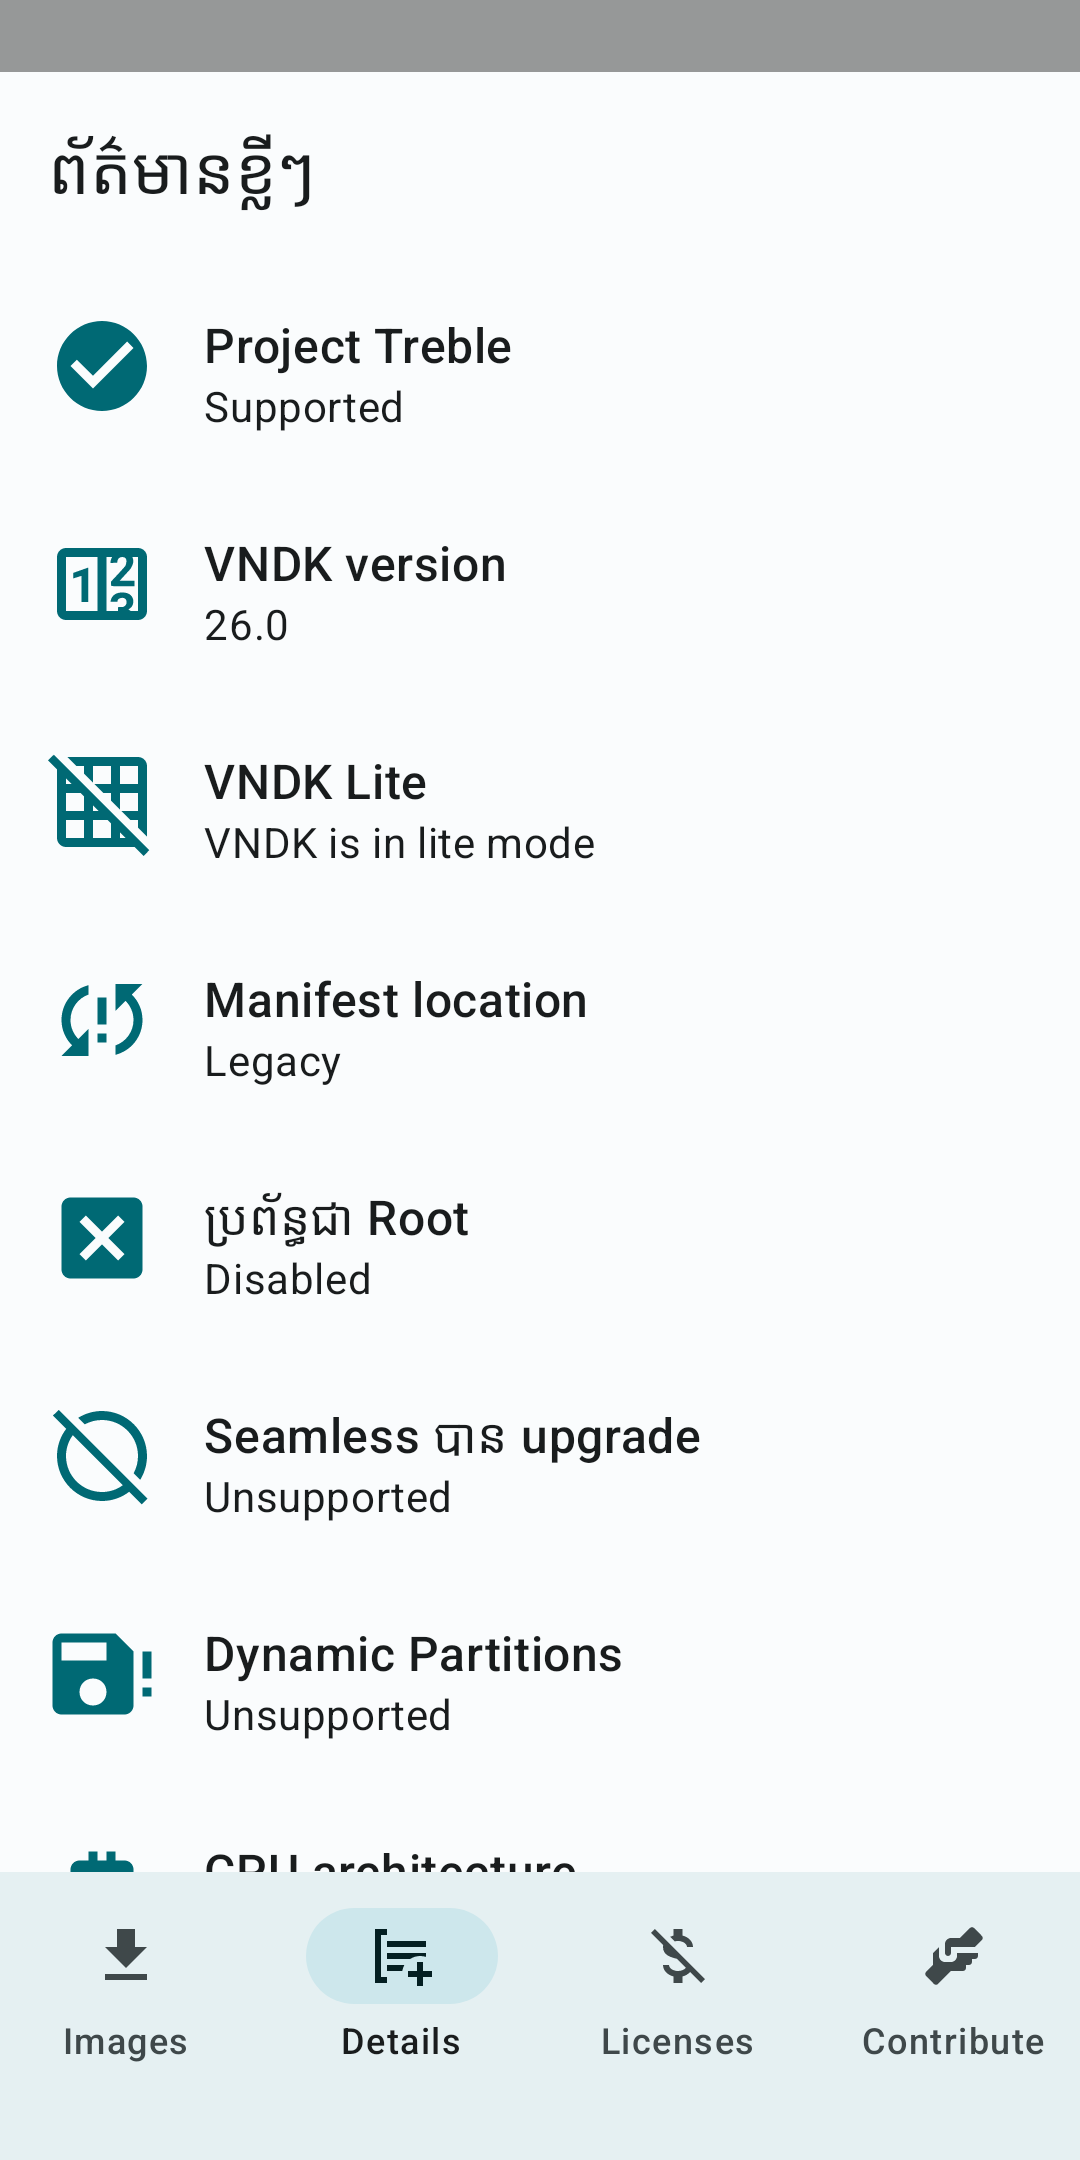 ព័ត៌មានខ្លីៗ
Project Treble
Supported
VNDK version
26.0
VNDK Lite
VNDK is in lite mode
Manifest location
Legacy
ប្រព័ន្ធជា Root
Disabled
Seamless បាន upgrade
Unsupported
Dynamic Partitions
Unsupported
CPU architecture
Images
Details
Licenses
Contribute